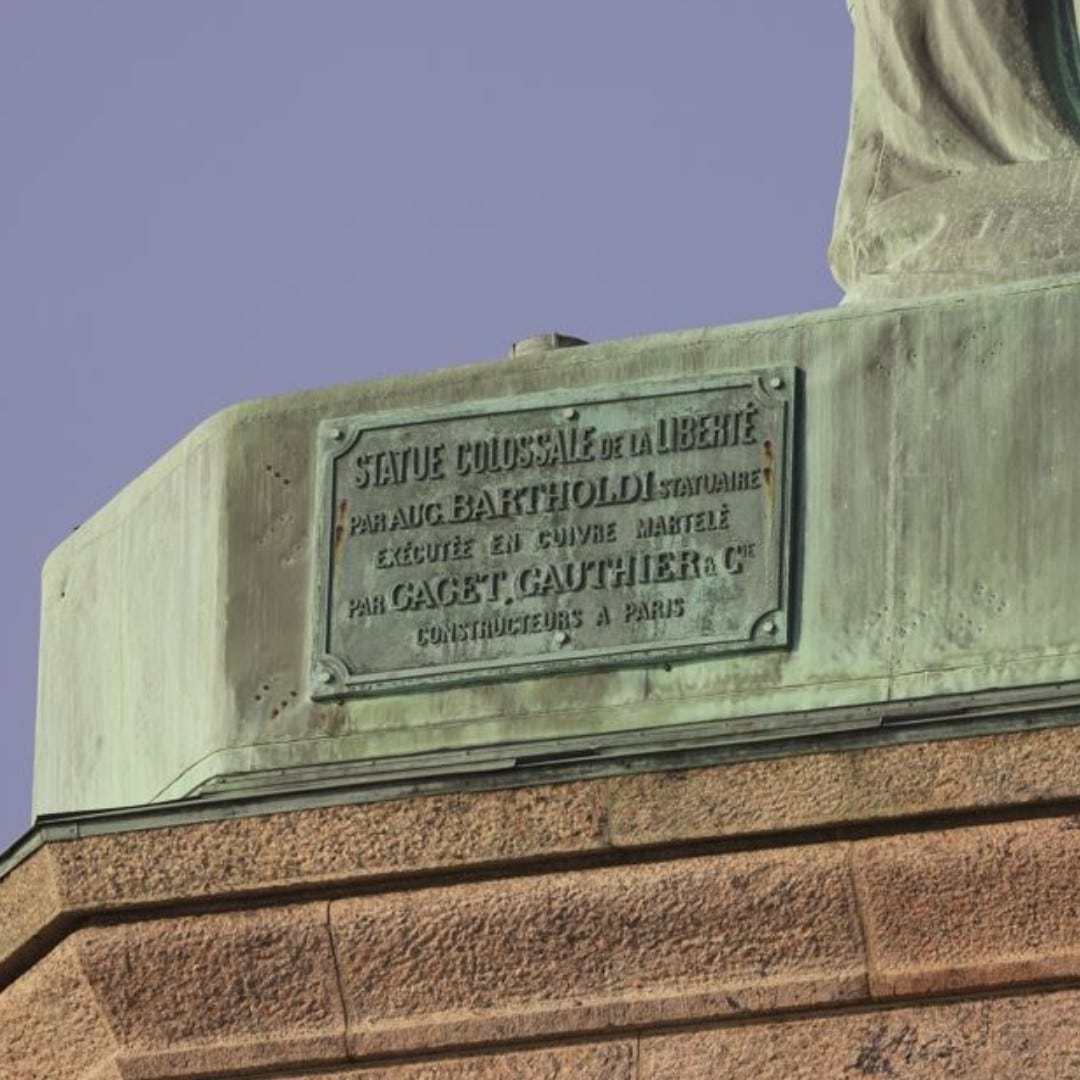 STATUE COLOSSALE DE LA LIBERTÉ
PAR AUG. BARTHOLDI STATUAIRE
EXÉCUTÉE EN CUIVRE MARTELÉ
PAR GAGET, GAUTHIER & CIE
CONSTRUCTEURS A PARIS